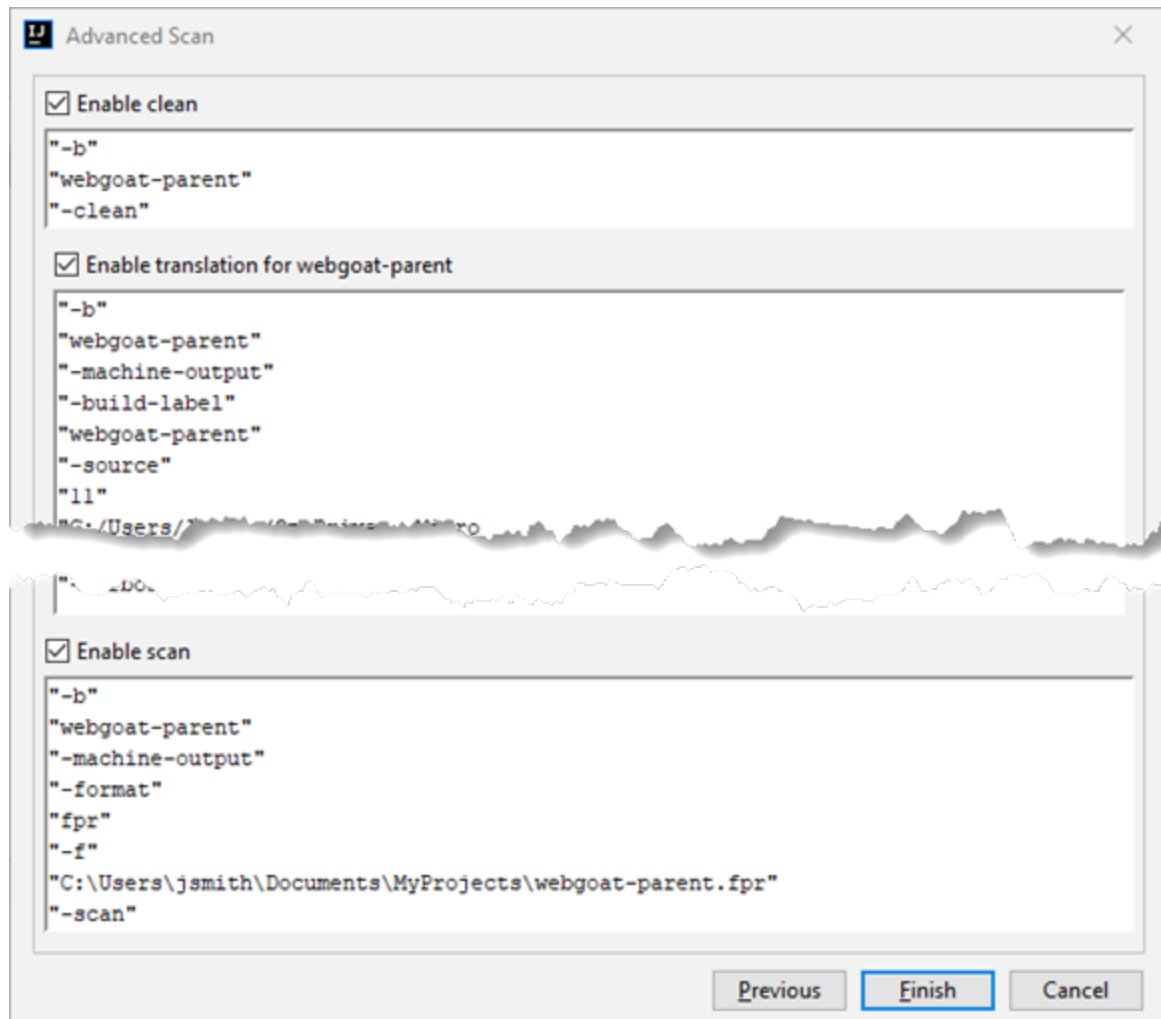 IJ
Advanced Scan
Enable clean
"-b"
"webgoat-parent"
"-clean"
Enable translation for webgoat-parent
"-b"
"webgoat-parent"
"-machine-output"
"-build-label"
"webgoat-parent"
"-source"
"11"
"C:/Users/
Enable scan
"-b"
"webgoat-parent"
"-machine-output"
"-format"
"fpr"
"-f"
"C:\Users\jsmith\Documents\MyProjects\webgoat-parent.fpr"
"-scan"
Previous
Finish
Cancel